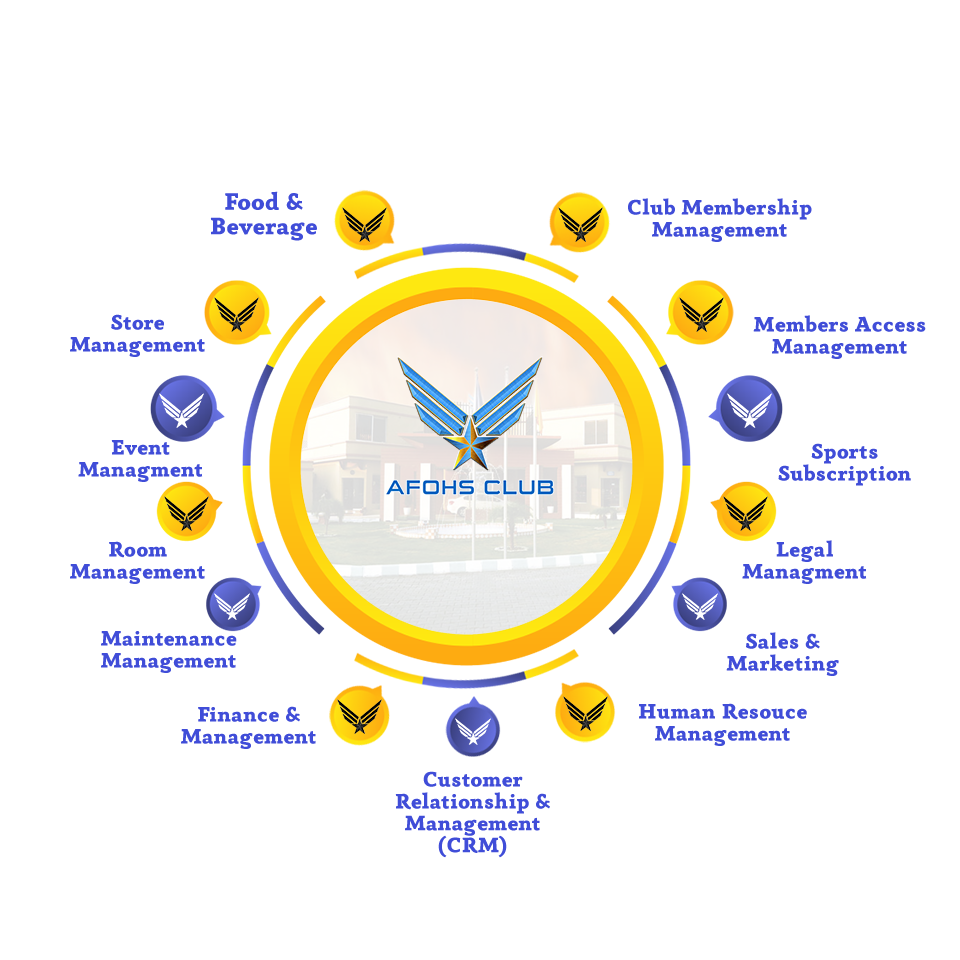 Food &
Beverage
Club Membership
Management
Store
Management
Members Access
Management
Event
Managment
Sports
Subscription
Room
Management
Legal
Managment
Maintenance
Management
Sales &
Marketing
Finance &
Management
Human Resouce
Management
Customer
Relationship &
Management
(CRM)
AFOHS CLUB